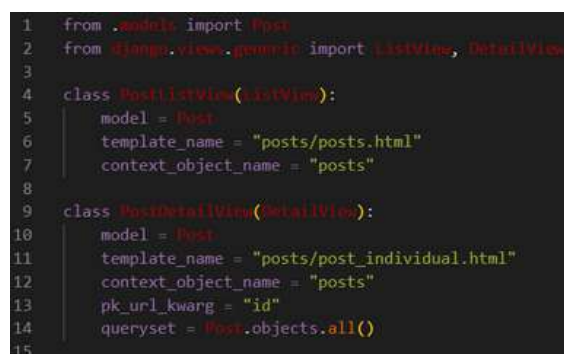 1 from .models import Post
2 from django.views.generic import ListView, DetailView
3
4 class PostListView(ListView):
5 model = Post
6 template_name = "posts/posts.html"
7 context_object_name = "posts"
8
9 class PostDetailView(DetailView):
10 model = Post
11 template_name = "posts/post_individual.html"
12 context_object_name = "posts"
13 pk_url_kwarg = "id"
14 queryset = Post.objects.all()
15